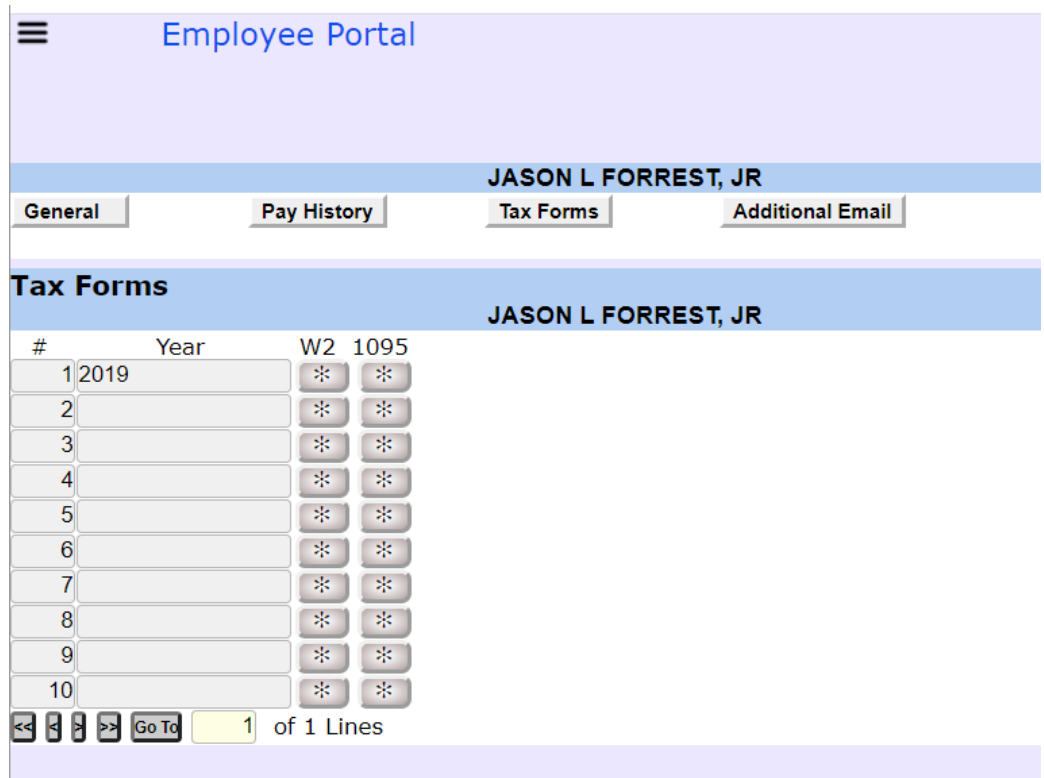 Employee Portal
JASON L FORREST, JR
General Pay History Tax Forms Additional Email
Tax Forms
JASON L FORREST, JR
# Year W2 1095
1 2019 * *
2 * *
3 * *
4 * *
5 * *
6 * *
7 * *
8 * *
9 * *
10 * *
<< < > >> Go To 1 of 1 Lines